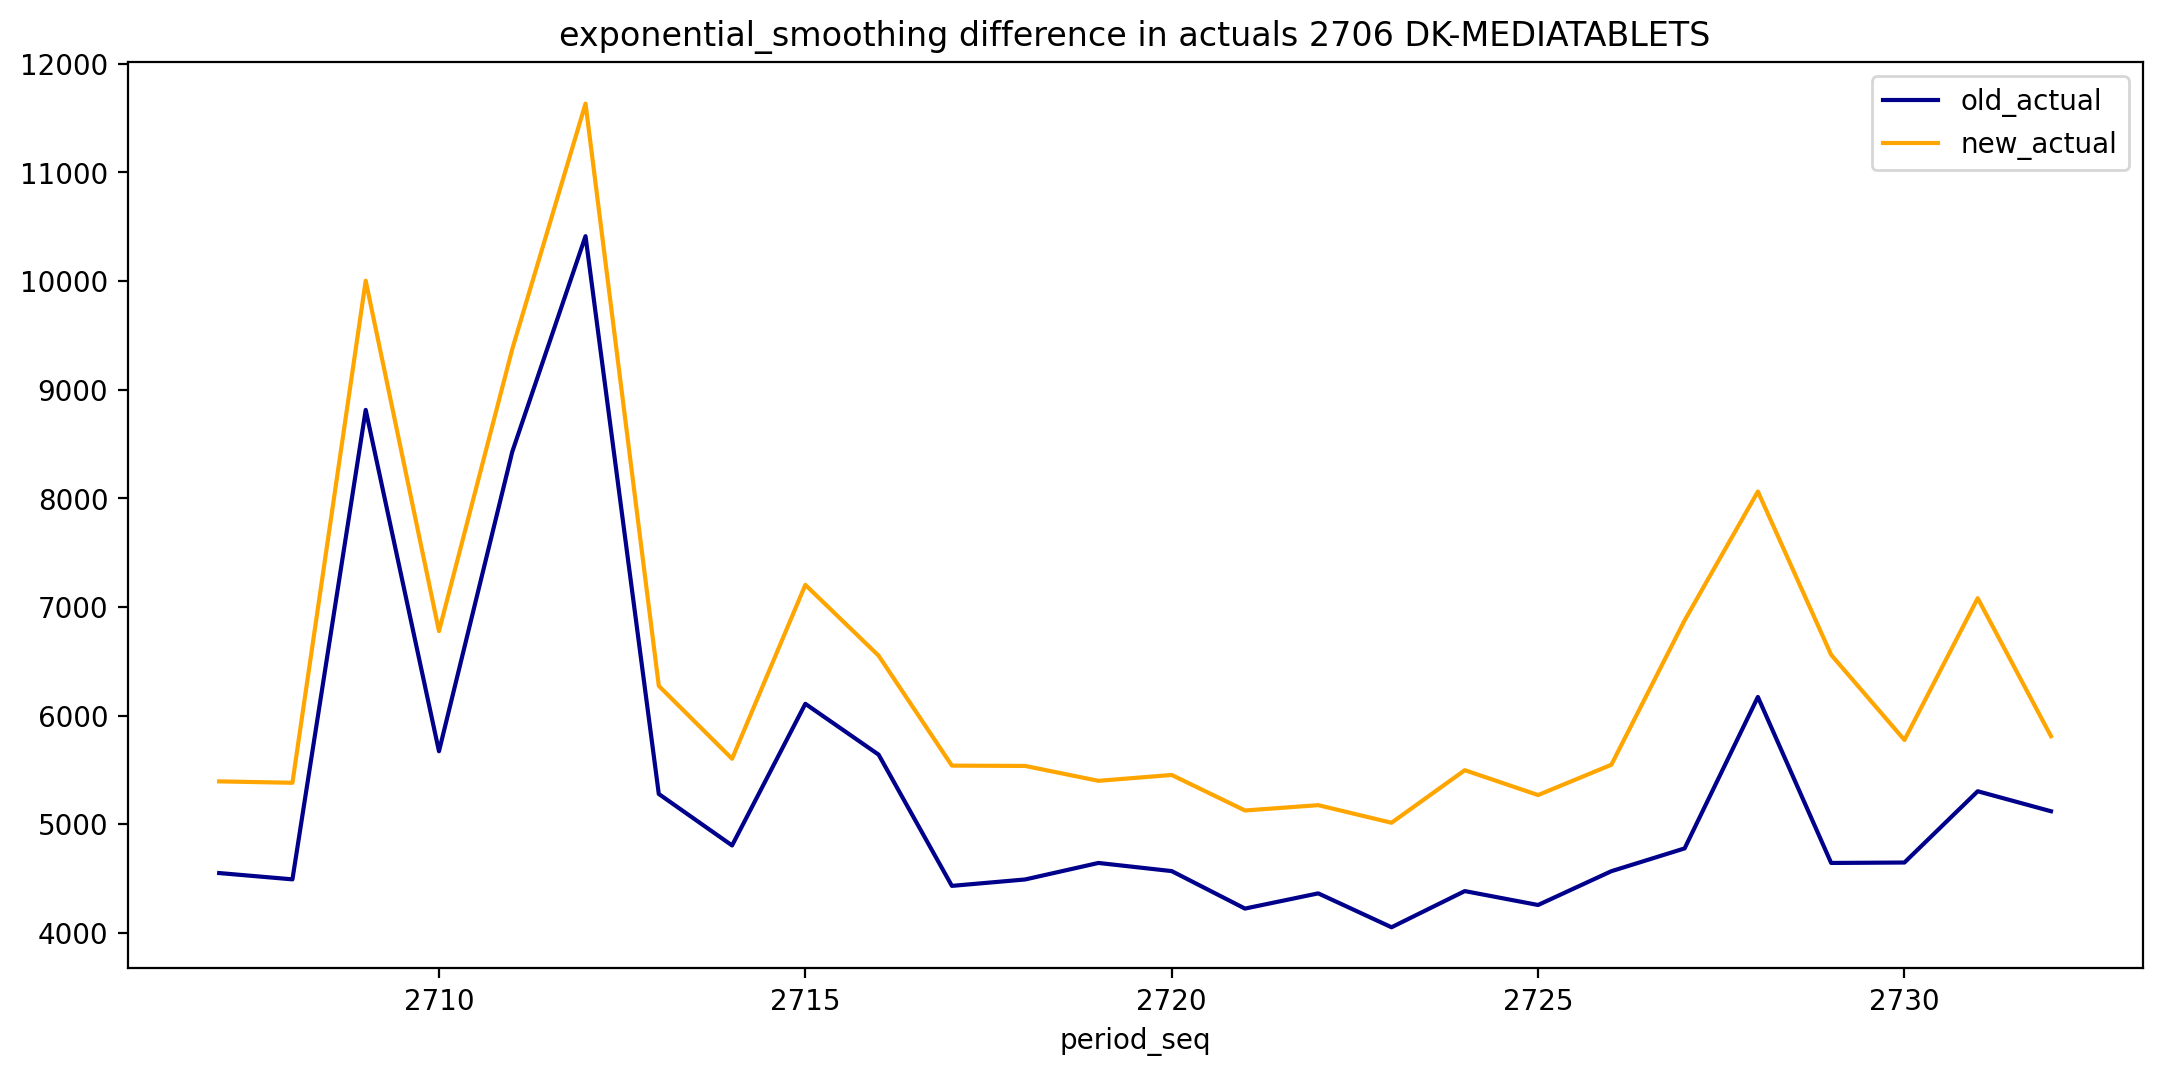 exponential_smoothing difference in actuals 2706 DK-MEDIATABLETS
12000
11000
10000
9000
8000
7000
6000
5000
4000
old_actual
new_actual
2710 2715 2720 2725 2730
period_seq